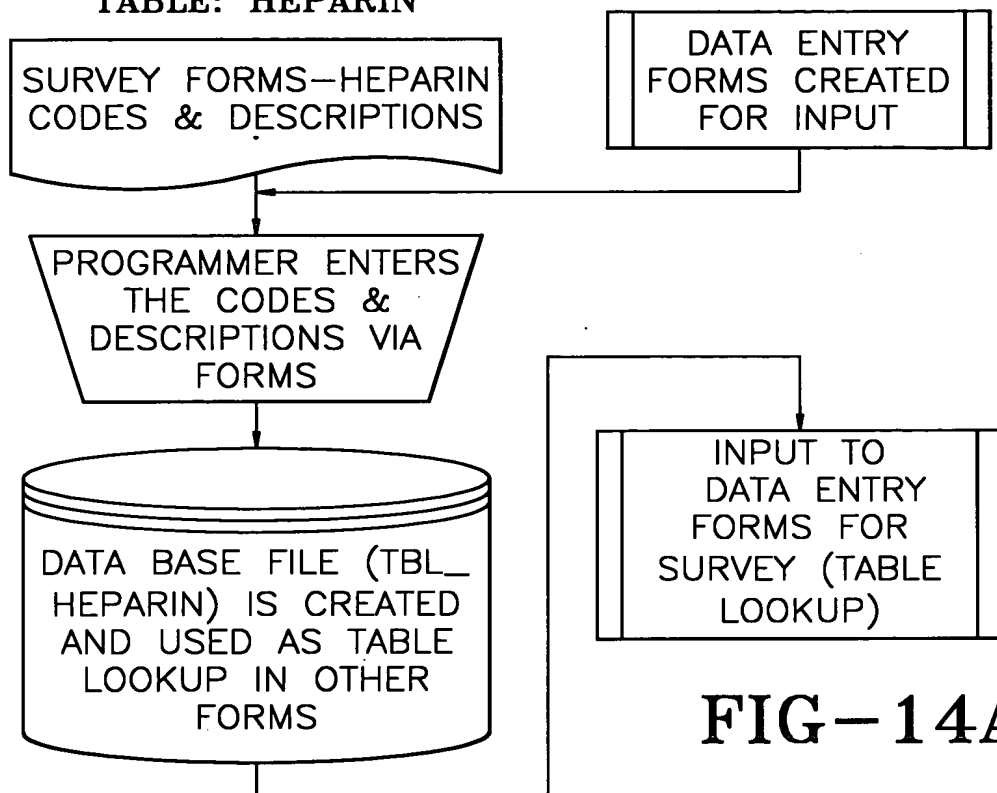 TABLE: HEPARIN
SURVEY FORMS-HEPARIN
CODES & DESCRIPTIONS
DATA ENTRY
FORMS CREATED
FOR INPUT
PROGRAMMER ENTERS
THE CODES &
DESCRIPTIONS VIA
FORMS
DATA BASE FILE (TBL_
HEPARIN) IS CREATED
AND USED AS TABLE
LOOKUP IN OTHER
FORMS
INPUT TO
DATA ENTRY
FORMS FOR
SURVEY (TABLE
LOOKUP)
FIG-14A